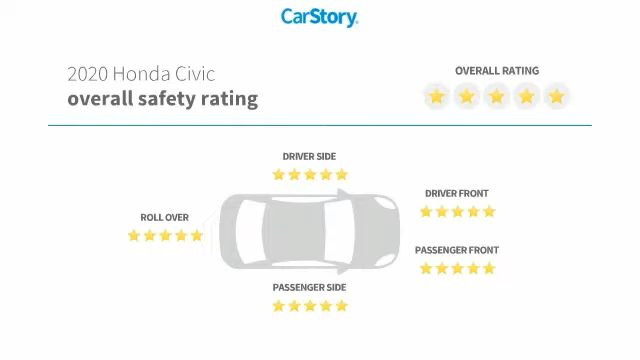 CarStory
2020 Honda Civic
overall safety rating
OVERALL RATING
DRIVER SIDE
DRIVER FRONT
ROLL OVER
PASSENGER FRONT
PASSENGER SIDE